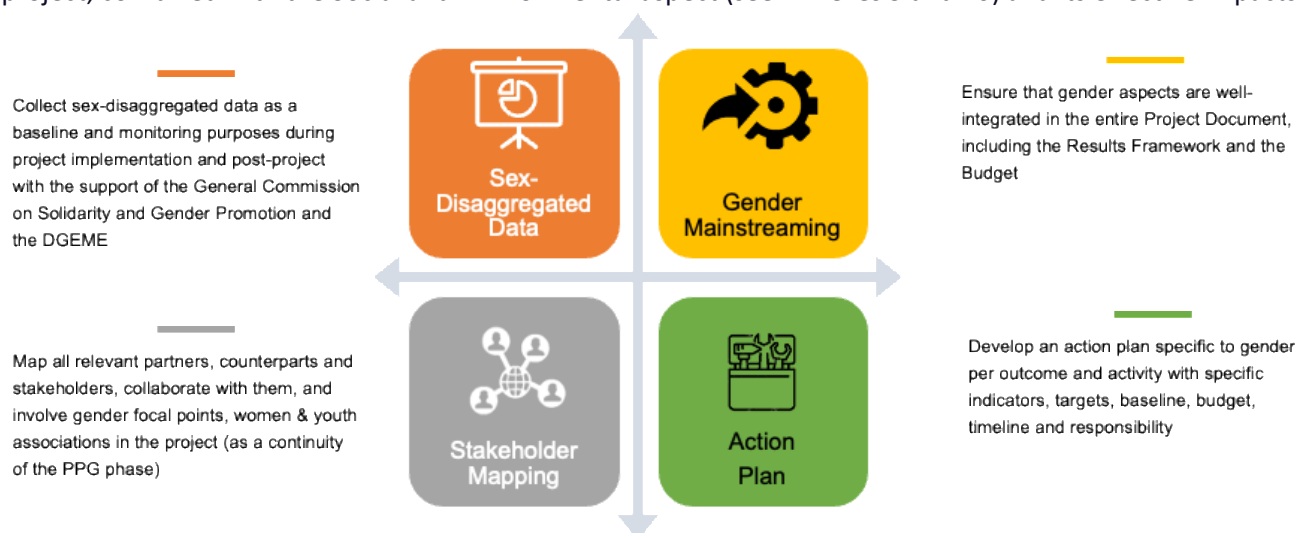 project,
Collect sex-disaggregated data as a
baseline and monitoring purposes during
project implementation and post-project
with the support of the General Commission
on Solidarity and Gender Promotion and
the DGEME
Sex-
Disaggregated
Data
Gender
Mainstreaming
Ensure that gender aspects are well-
integrated in the entire Project Document,
including the Results Framework and the
Budget
Map all relevant partners, counterparts and
stakeholders, collaborate with them, and
involve gender focal points, women & youth
associations in the project (as a continuity
of the PPG phase)
Stakeholder
Mapping
Action
Plan
Develop an action plan specific to gender
per outcome and activity with specific
indicators, targets, baseline, budget,
timeline and responsibility